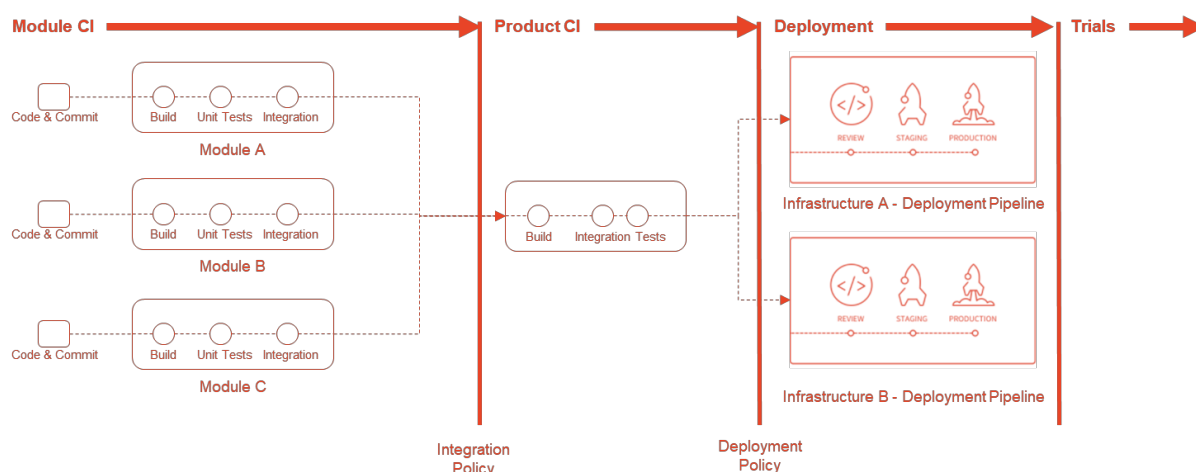 Module CI
Product CI
Deployment
Trials
Code & Commit
Build
Unit Tests
Integration
Module A
Code & Commit
Build
Unit Tests
Integration
Module B
Code & Commit
Build
Unit Tests
Integration
Module C
Build
Integration Tests
REVIEW
STAGING
PRODUCTION
Infrastructure A - Deployment Pipeline
REVIEW
STAGING
PRODUCTION
Infrastructure B - Deployment Pipeline
Integration
Policy
Deployment
Policy